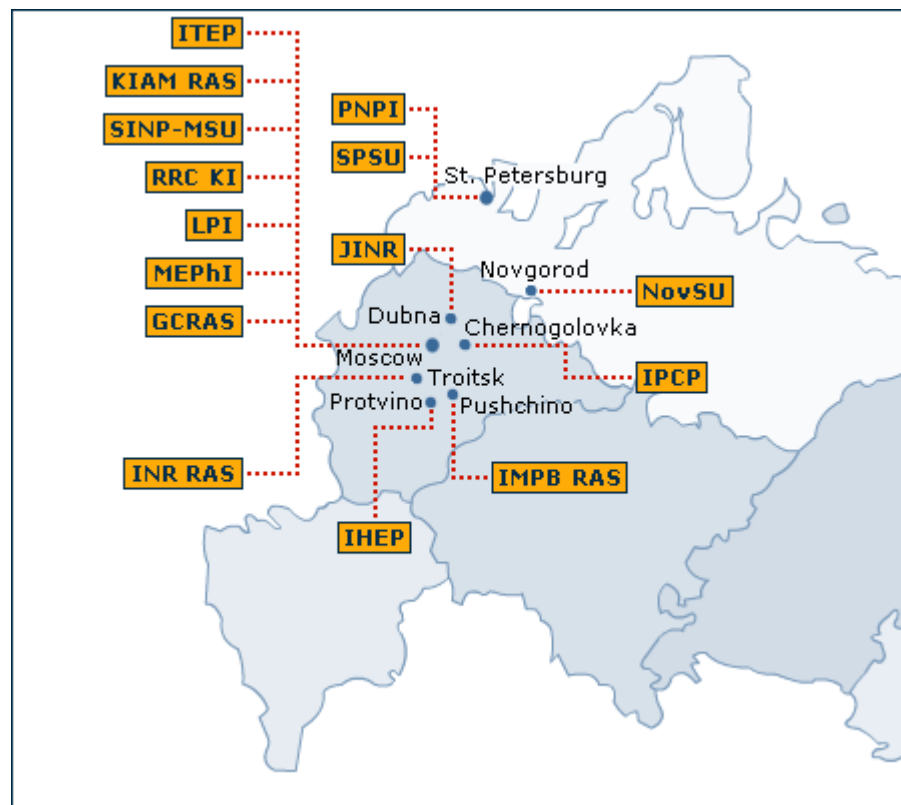 ITEP
KIAM RAS
SINP-MSU
RRC KI
LPI
MEPhI
GCRAS
INR RAS
PNPI
SPSU
St. Petersburg
JINR
Novgorod
NovSU
Dubna
Chernogolovka
Moscow
IPCP
Troitsk
Protvino
Pushchino
IMPB RAS
IHEP